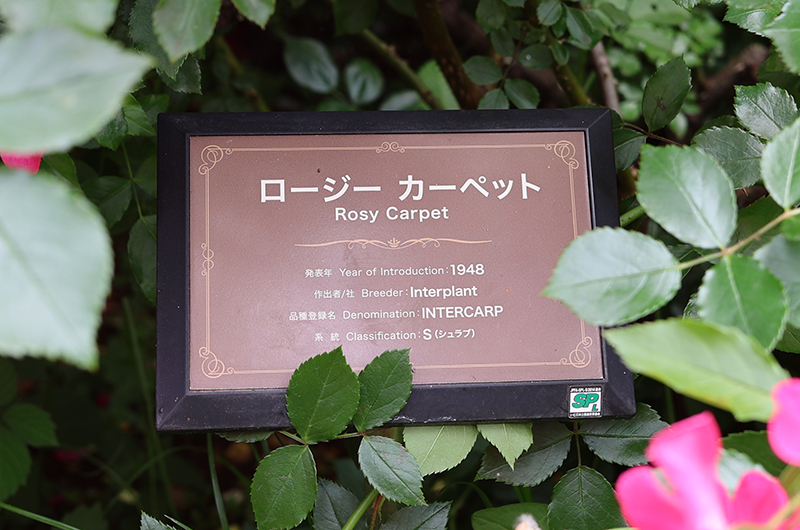 ロージー カーペット
Rosy Carpet
発表年 Year of Introduction：1948
作出者/社 Breeder：Interplant
品種登録名 Denomination：INTERCARP
系 統 Classification：S（シュラブ）
SPL